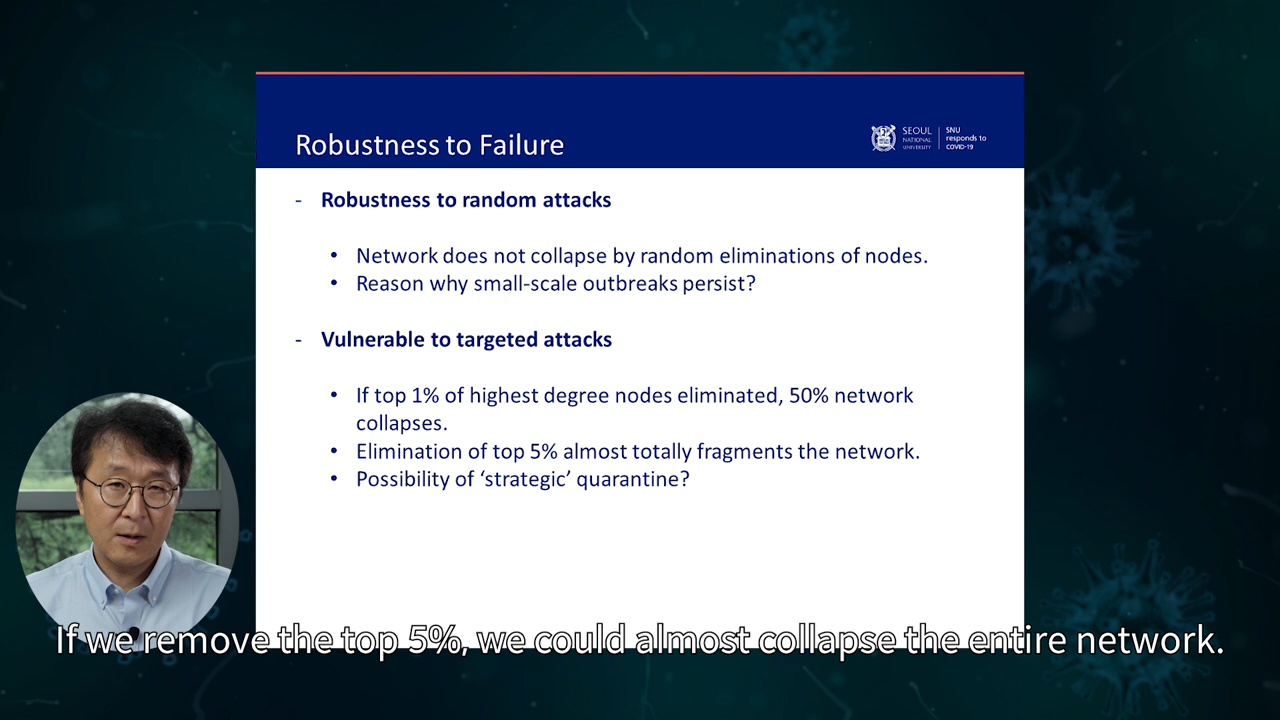 Robustness to Failure
SEOUL
NATIONAL
UNIVERSITY
SNU
responds to
COVID-19
- Robustness to random attacks
• Network does not collapse by random eliminations of nodes.
• Reason why small-scale outbreaks persist?
- Vulnerable to targeted attacks
• If top 1% of highest degree nodes eliminated, 50% network
collapses.
• Elimination of top 5% almost totally fragments the network.
• Possibility of ‘strategic’ quarantine?
If we remove the top 5%, we could almost collapse the entire network.